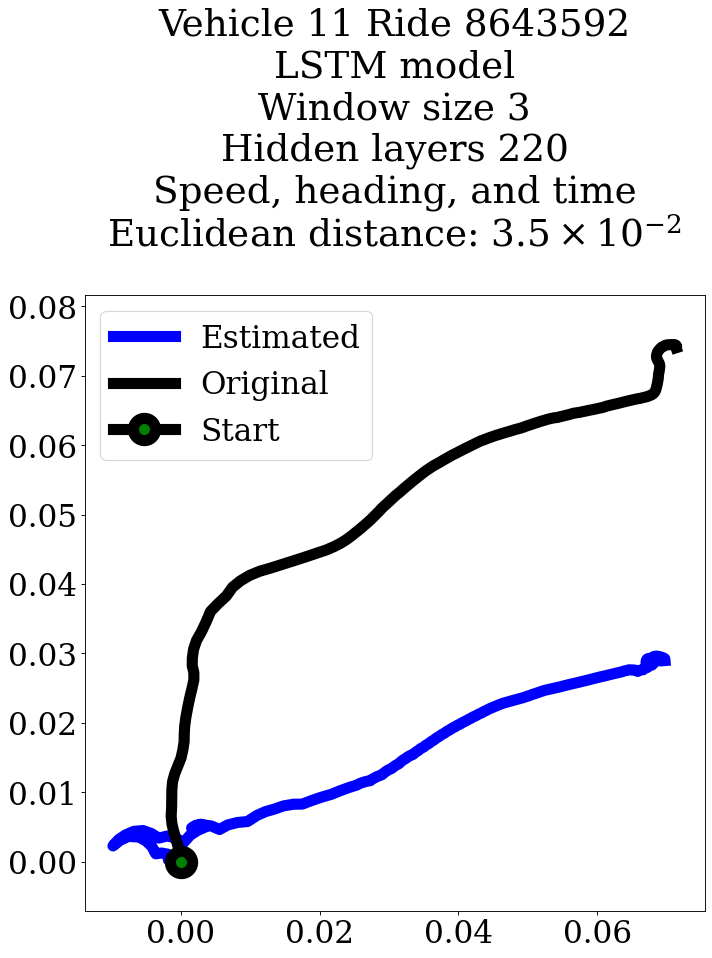 Vehicle 11 Ride 8643592
LSTM model
Window size 3
Hidden layers 220
Speed, heading, and time
Euclidean distance: 3.5 × 10⁻²
0.08
0.07
0.06
0.05
0.04
0.03
0.02
0.01
0.00
Estimated
Original
Start
0.00 0.02 0.04 0.06